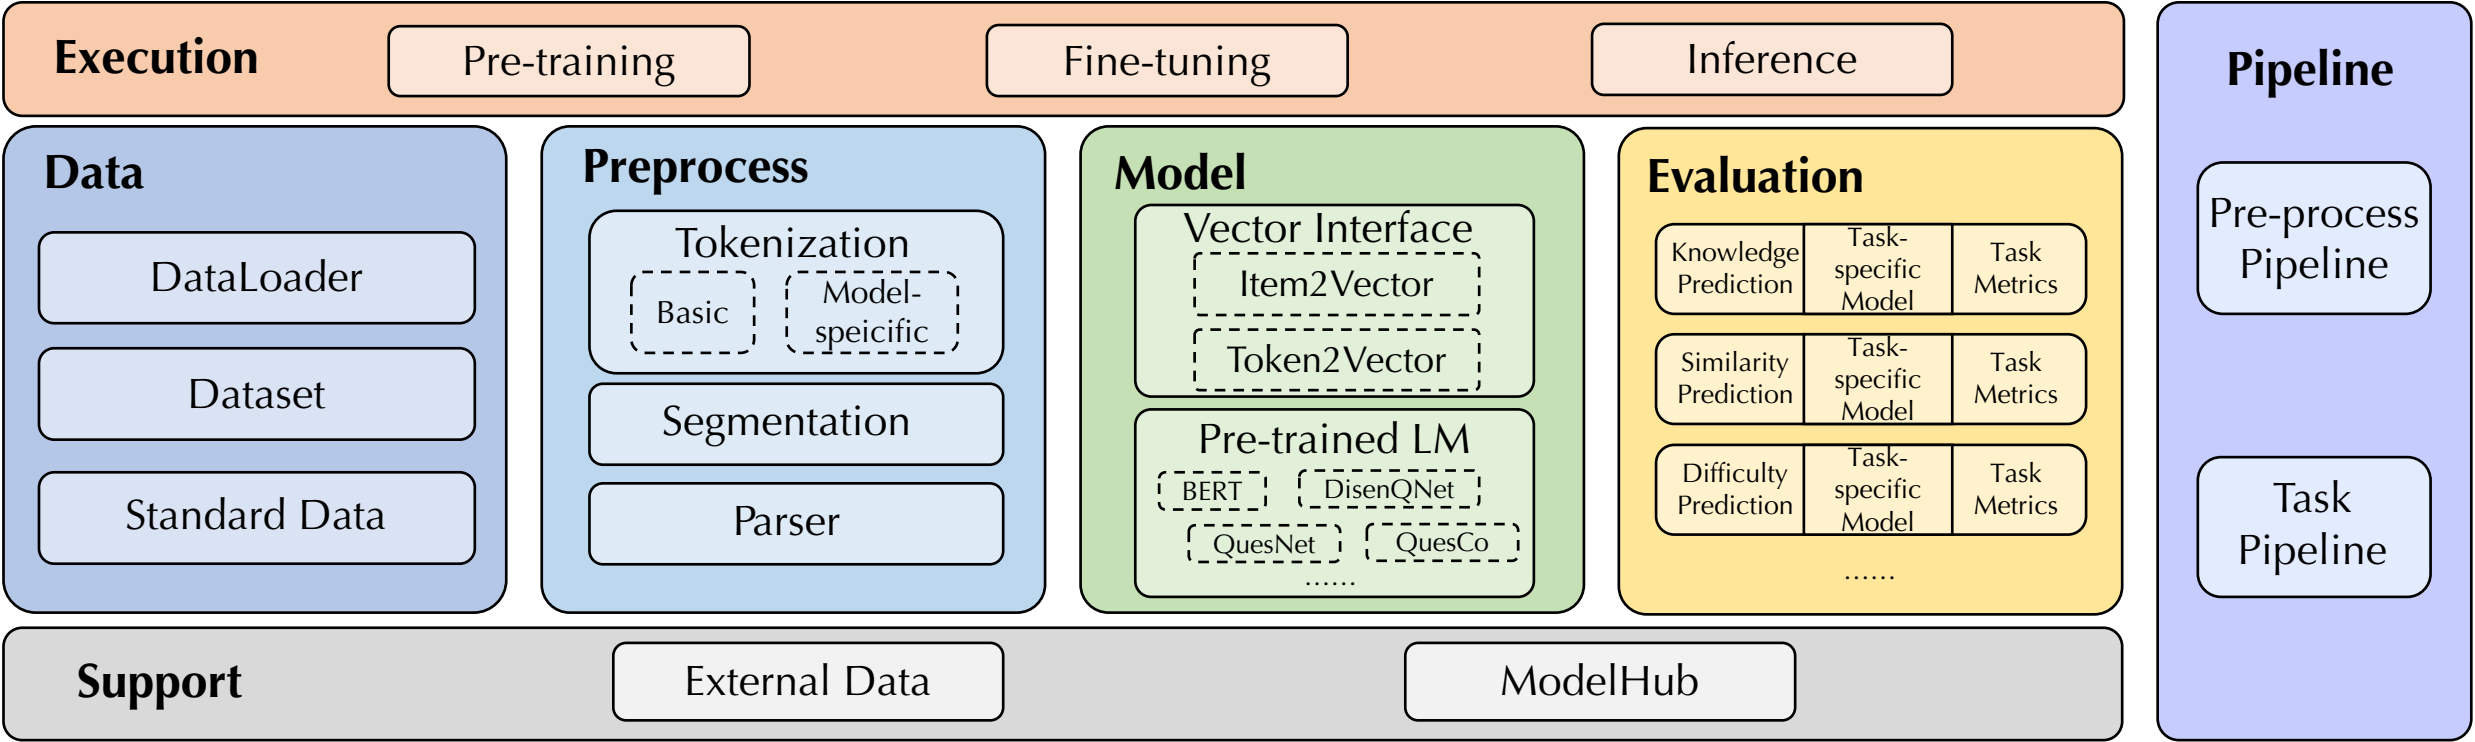 Execution
Pre-training
Fine-tuning
Inference
Data
DataLoader
Dataset
Standard Data
Preprocess
Tokenization
Basic
Model-
speicific
Segmentation
Parser
Model
Vector Interface
Item2Vector
Token2Vector
Pre-trained LM
BERT
DisenQNet
QuesNet
QuesCo
......
Evaluation
Knowledge
Prediction
Task-
specific
Model
Task
Metrics
Similarity
Prediction
Task-
specific
Model
Task
Metrics
Difficulty
Prediction
Task-
specific
Model
Task
Metrics
......
Support
External Data
ModelHub
Pipeline
Pre-process
Pipeline
Task
Pipeline